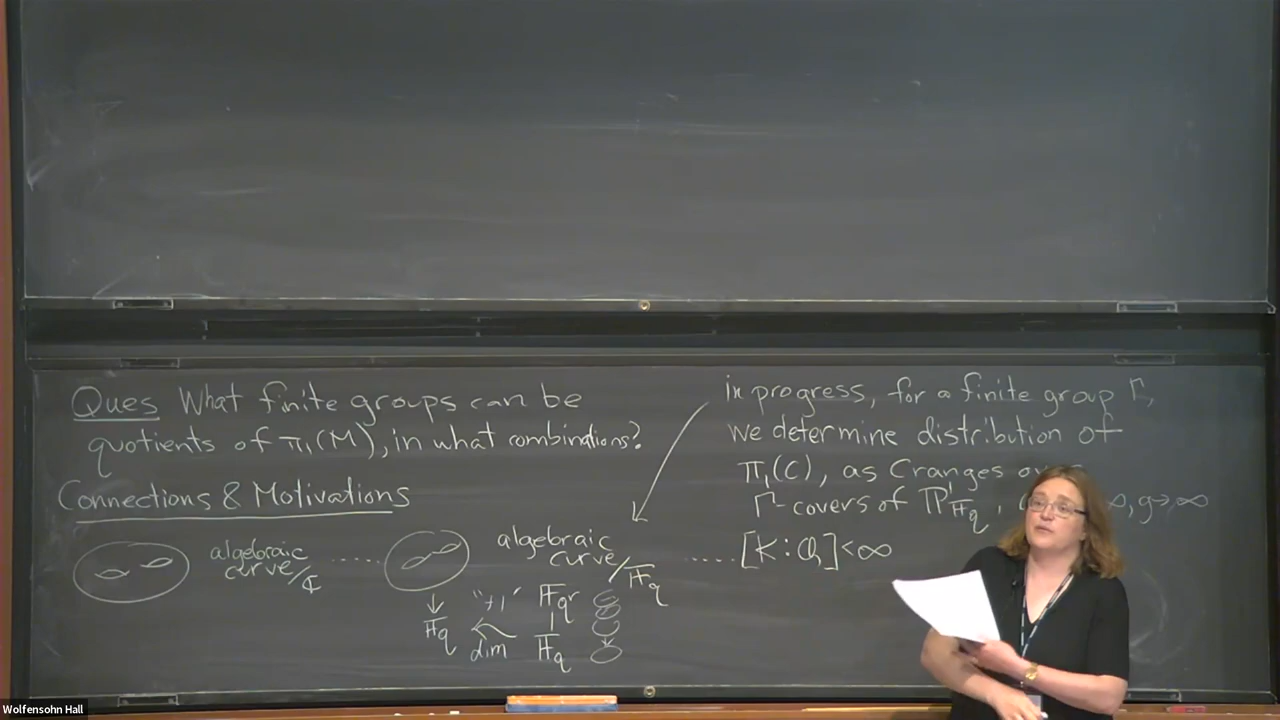 Ques What finite groups can be
quotients of π₁(M), in what combinations?
Connections & Motivations
algebraic
curve/ℂ
algebraic
curve
/𝔽q
↓
𝔽q
"+1"
dim
𝔽qʳ
|
𝔽q
in progress, for a finite group Γ,
we determine distribution of
π₁(C), as C ranges
Γ-covers of ℙ¹𝔽q, ∞, g→∞
[K:ℚ]<∞
Wolfensohn Hall